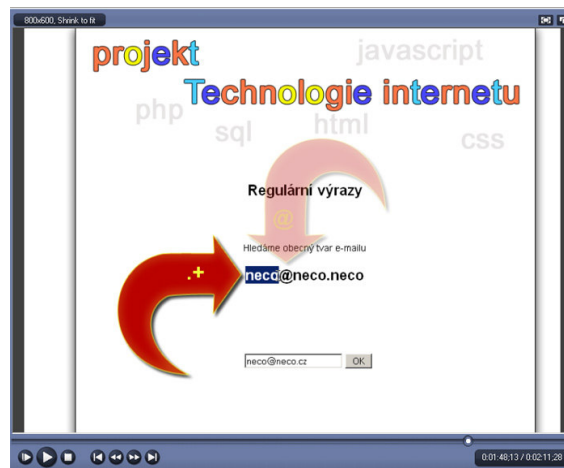 800x600, Shrink to fit
projekt
javascript
Technologie internetu
php
sql
html
css
Regulární výrazy
@
Hledáme obecný tvar e-mailu
.+
neco@neco.neco
neco@neco.cz
OK
0:01:48;13 / 0:02:11;28